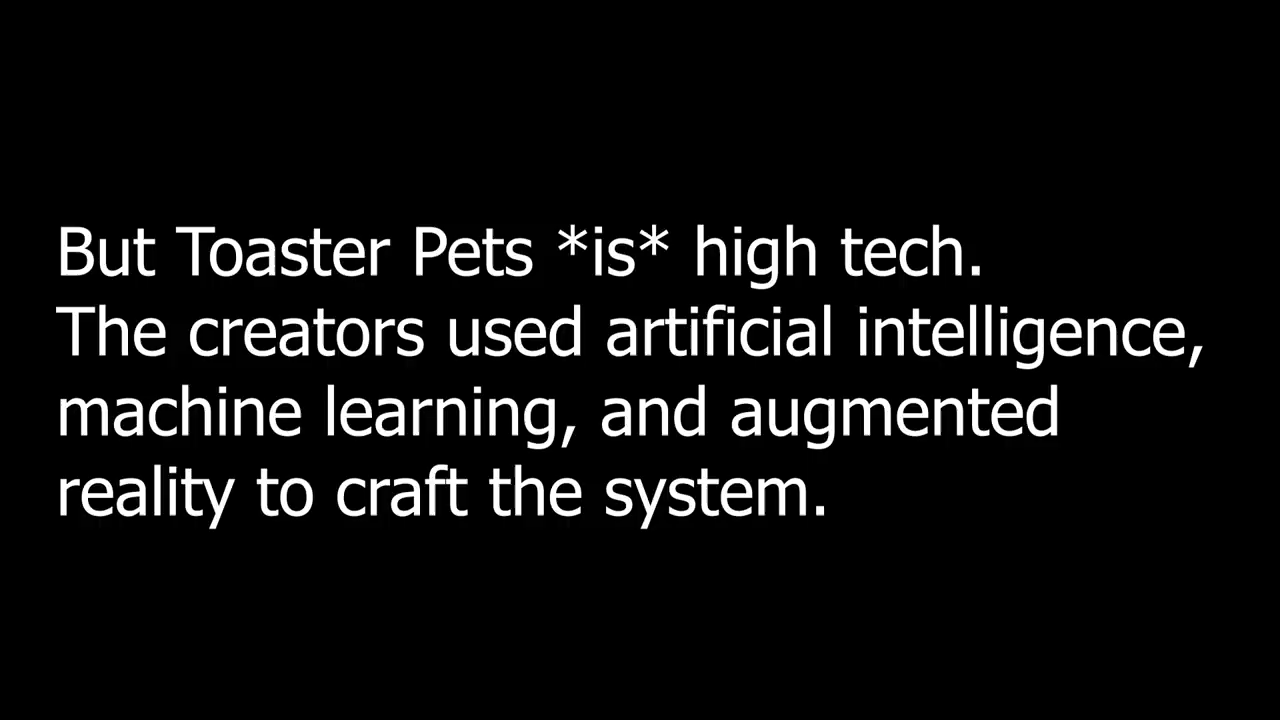 But Toaster Pets *is* high tech.
The creators used artificial intelligence,
machine learning, and augmented
reality to craft the system.